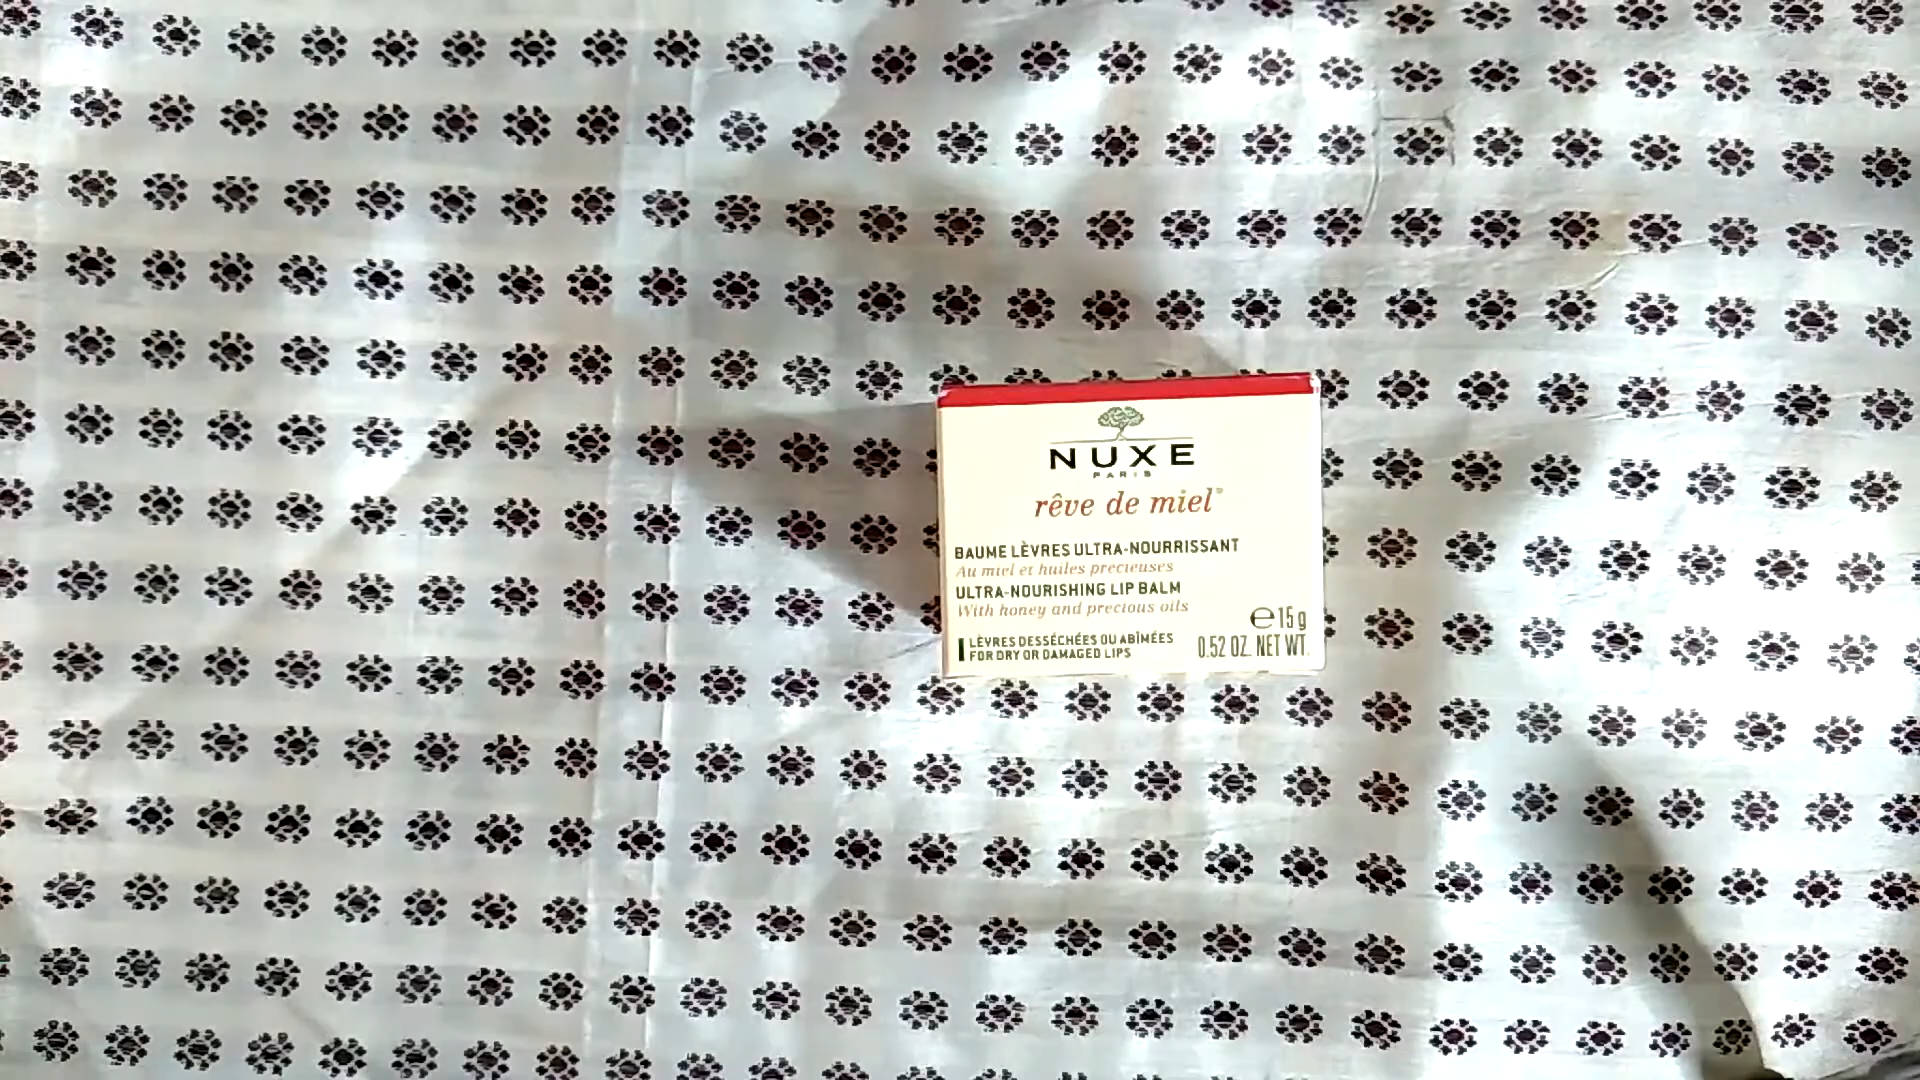 NUXE
PARIS
rêve de miel®
BAUME LÈVRES ULTRA-NOURRISSANT
Au miel et huiles précieuses
ULTRA-NOURISHING LIP BALM
With honey and precious oils
LÈVRES DESSÉCHÉES OU ABÎMÉES
FOR DRY OR DAMAGED LIPS
℮15 g
0.52 OZ. NET WT.